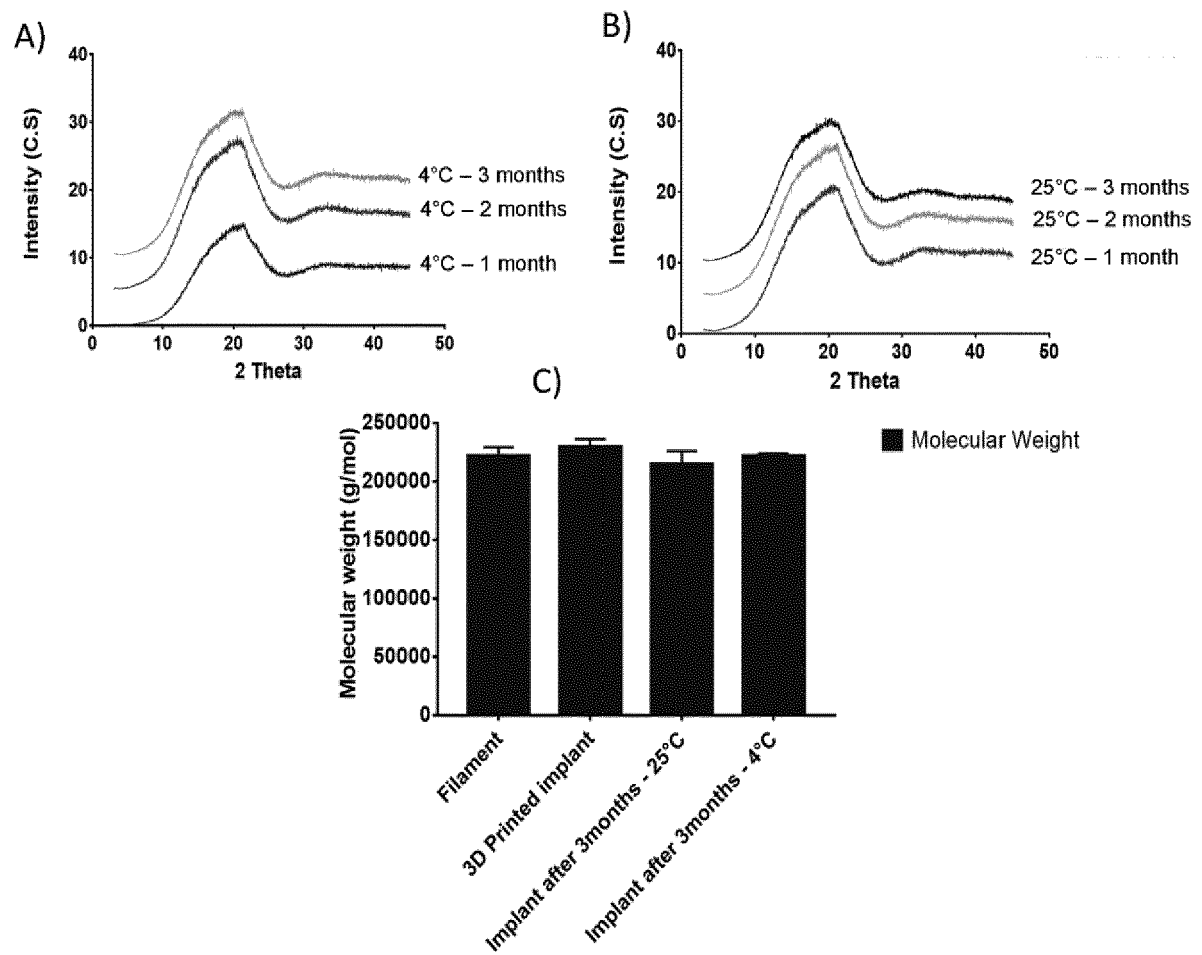 A)
Intensity (C.S)
40
30
20
10
0
4°C – 3 months
4°C – 2 months
4°C – 1 month
0 10 20 30 40 50
2 Theta
B)
Intensity (C.S)
40
30
20
10
0
25°C – 3 months
25°C – 2 months
25°C – 1 month
0 10 20 30 40 50
2 Theta
C)
Molecular weight (g/mol)
250000
200000
150000
100000
50000
0
Molecular Weight
Filament
3D Printed implant
Implant after 3months - 25°C
Implant after 3months - 4°C